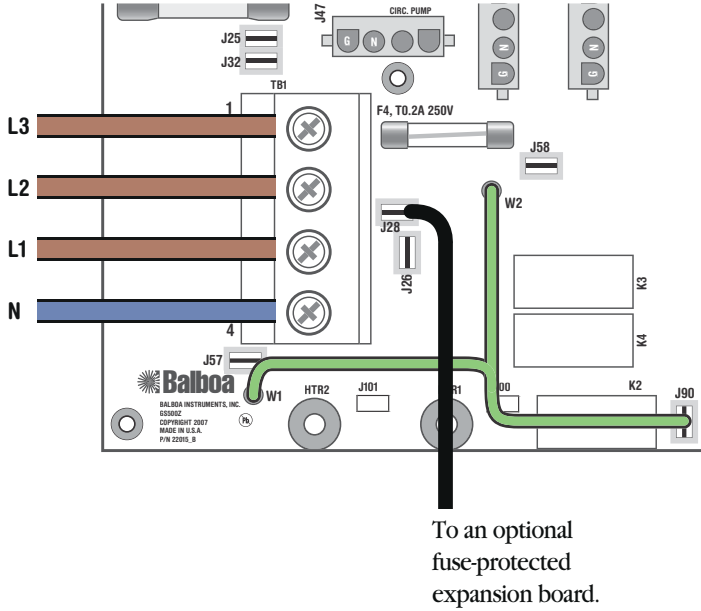 J47
CIRC. PUMP
G N
N
G
N
G
J25
J32
TB1
1
F4, T0.2A 250V
L3
J58
L2
W2
J28
L1
J26
K3
N
K4
4
J57
Balboa
W1
HTR2
J101
R1
00
K2
J90
BALBOA INSTRUMENTS, INC.
GS500Z
COPYRIGHT 2007
MADE IN U.S.A.
P/N 22015_B
Pb
To an optional
fuse-protected
expansion board.